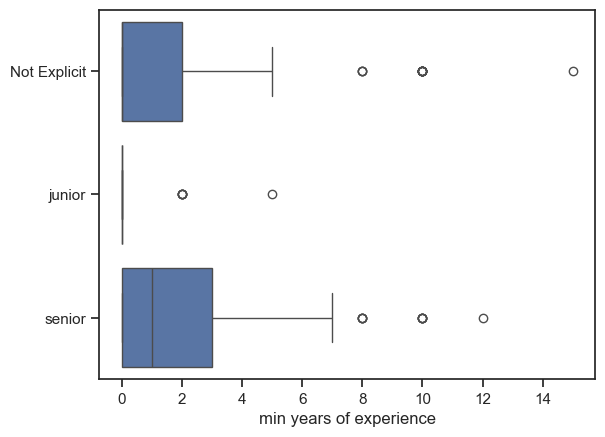 Not Explicit
junior
senior
0 2 4 6 8 10 12 14
min years of experience